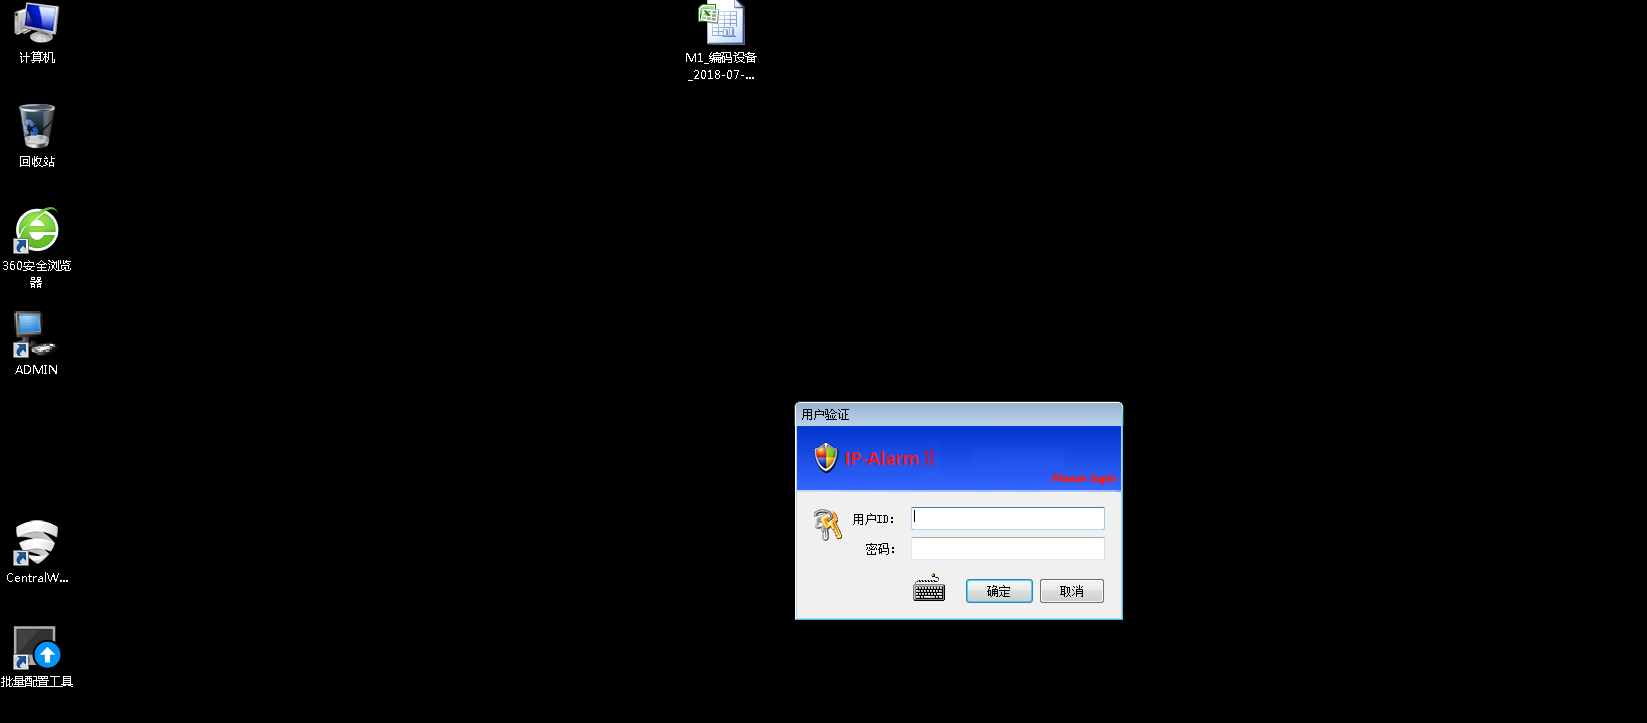 计算机
M1_编码设备
_2018-07-...
回收站
360安全浏览
器
ADMIN
用户验证
IP-Alarm II
Please login
用户ID:
密码:
确定
取消
CentralW...
批量配置工具